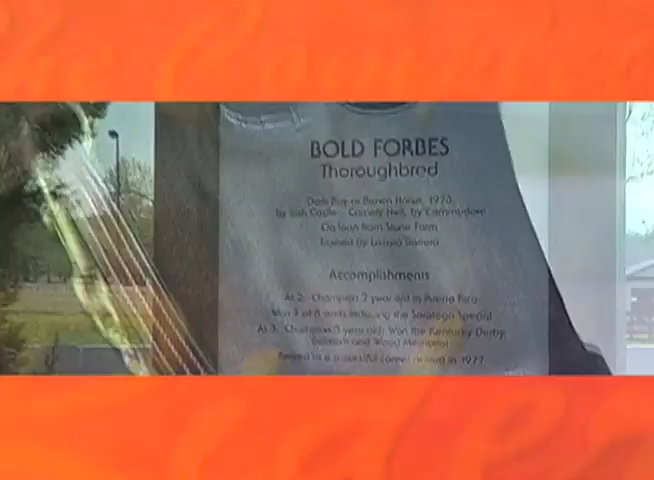 BOLD FORBES
Thoroughbred
Dark Bay or Brown Horse, 1973
by Irish Castle - Comely Nell, by Commodore
On loan from Stone Farm
Trained by Lazaro Barrera
Accomplishments
At 2: Champion 2 year old in Puerto Rico
Won 7 of 8 starts including the Saratoga Special
At 3: Champion 3 year old; Won the Kentucky Derby,
Belmont and Wood Memorial
Retired to a successful career at stud in 1977